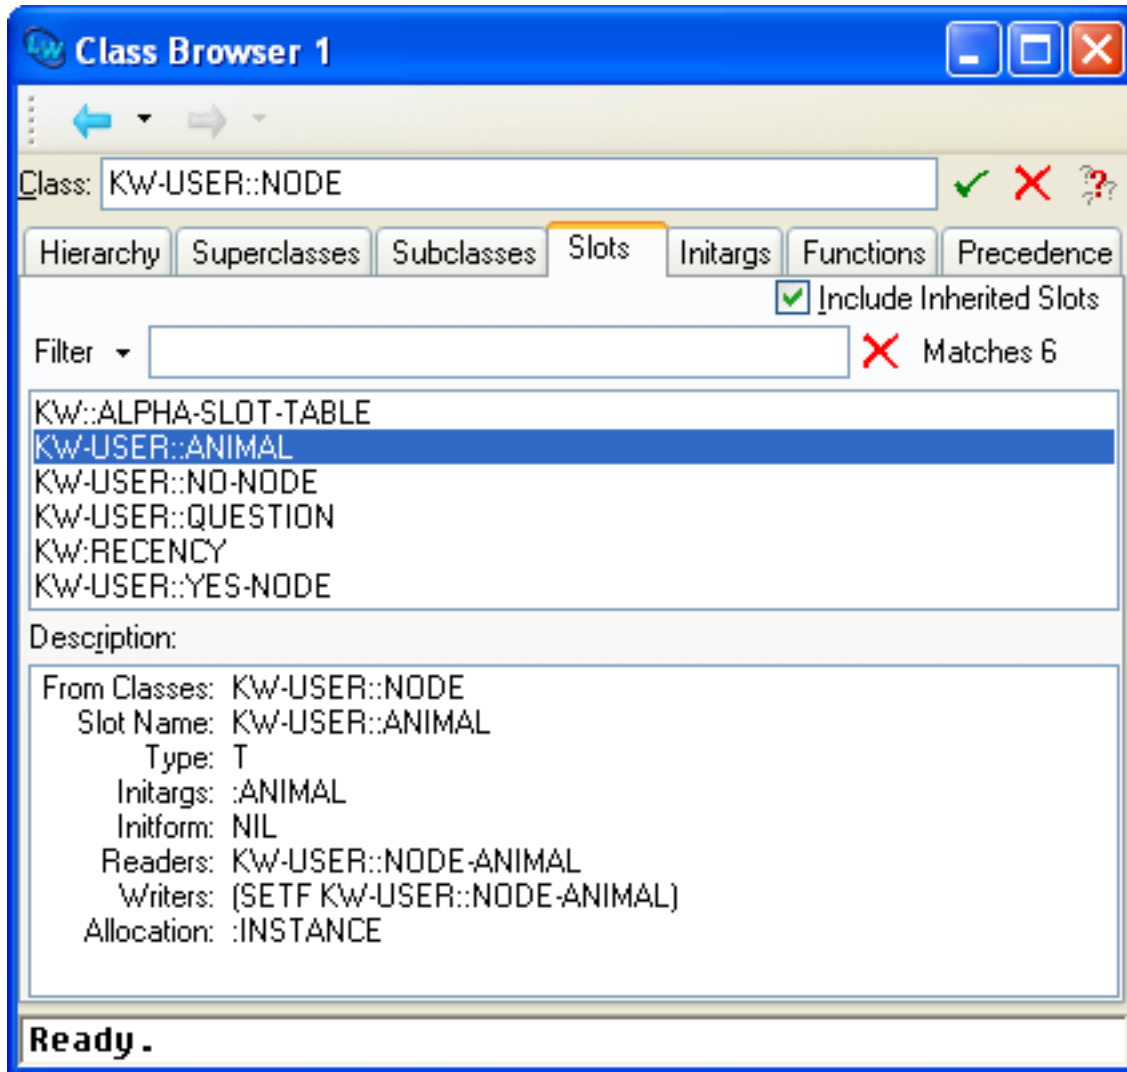 Class Browser 1
Class: KW-USER::NODE
Hierarchy Superclasses Subclasses Slots Initargs Functions Precedence
Include Inherited Slots
Filter Matches 6
KW::ALPHA-SLOT-TABLE
KW-USER::ANIMAL
KW-USER::NO-NODE
KW-USER::QUESTION
KW:RECENCY
KW-USER::YES-NODE
Description:
From Classes: KW-USER::NODE
Slot Name: KW-USER::ANIMAL
Type: T
Initargs: :ANIMAL
Initform: NIL
Readers: KW-USER::NODE-ANIMAL
Writers: (SETF KW-USER::NODE-ANIMAL)
Allocation: :INSTANCE
Ready.